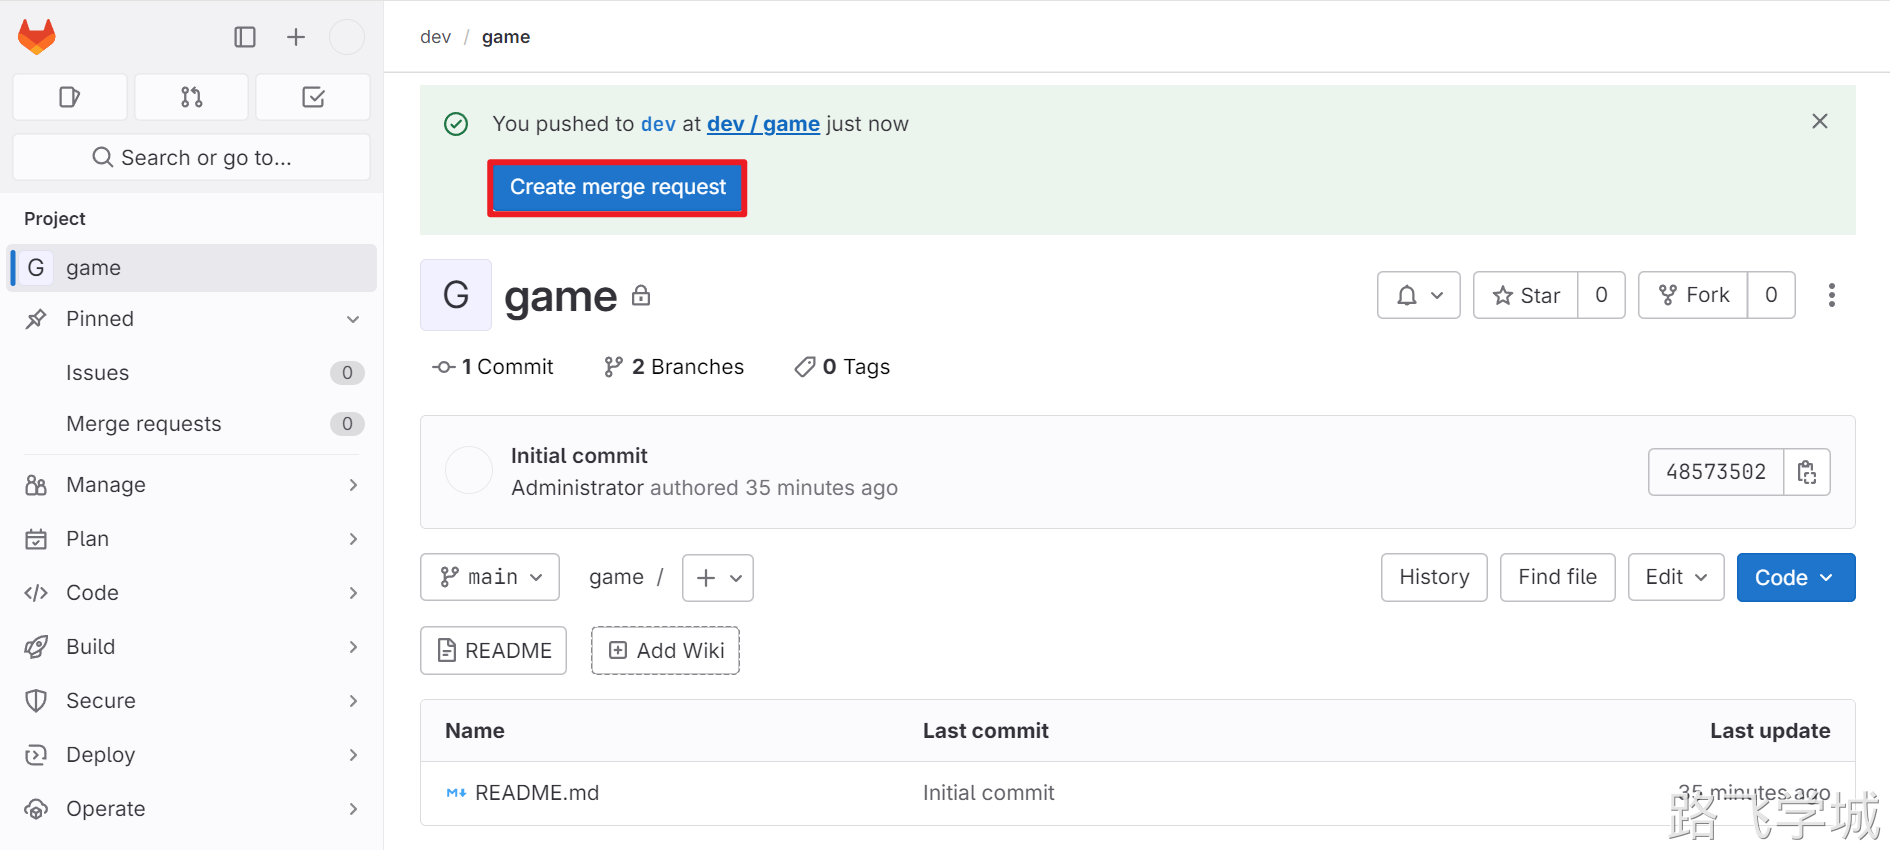 dev / game
Search or go to...
Project
G game
Pinned
Issues 0
Merge requests 0
Manage
Plan
Code
Build
Secure
Deploy
Operate
You pushed to dev at dev / game just now
Create merge request
G game
Star 0
Fork 0
1 Commit
2 Branches
0 Tags
Initial commit
Administrator authored 35 minutes ago
48573502
main
game /
History
Find file
Edit
Code
README
Add Wiki
Name Last commit Last update
README.md Initial commit 35 minutes ago
路飞学城